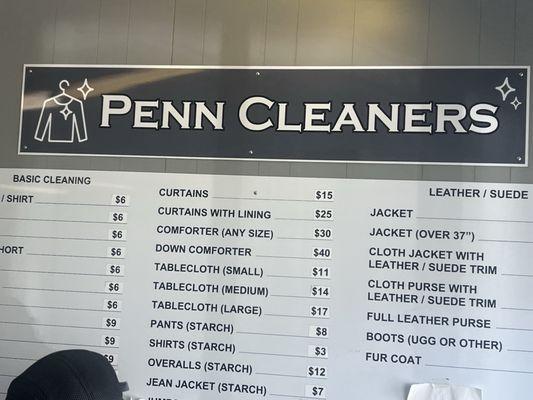 PENN CLEANERS
BASIC CLEANING
/ SHIRT $6
$6
$6
HORT $6
$6
$6
$6
$9
$9
$9
CURTAINS $15
CURTAINS WITH LINING $25
COMFORTER (ANY SIZE) $30
DOWN COMFORTER $40
TABLECLOTH (SMALL) $11
TABLECLOTH (MEDIUM) $14
TABLECLOTH (LARGE) $17
PANTS (STARCH) $8
SHIRTS (STARCH) $3
OVERALLS (STARCH) $12
JEAN JACKET (STARCH) $7
LEATHER / SUEDE
JACKET
JACKET (OVER 37”)
CLOTH JACKET WITH
LEATHER / SUEDE TRIM
CLOTH PURSE WITH
LEATHER / SUEDE TRIM
FULL LEATHER PURSE
BOOTS (UGG OR OTHER)
FUR COAT